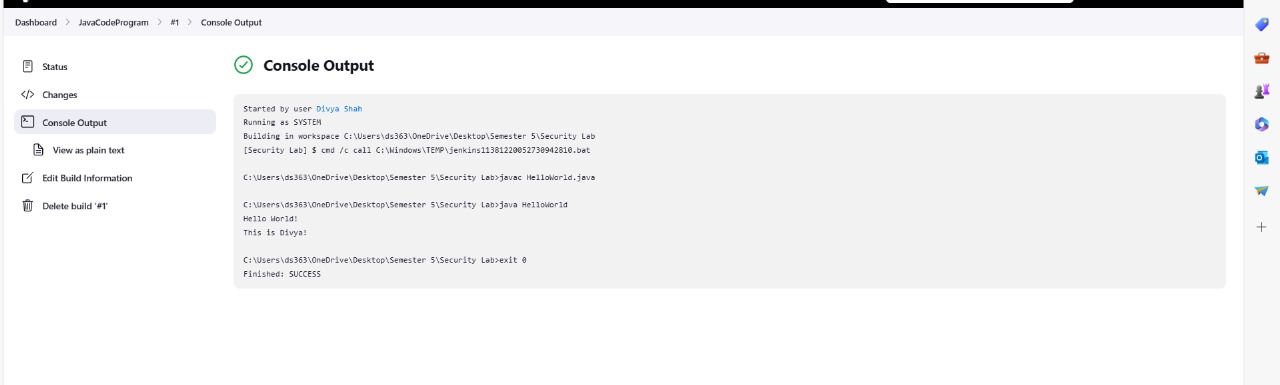 Dashboard > JavaCodeProgram > #1 > Console Output
Status
Changes
Console Output
View as plain text
Edit Build Information
Delete build '#1'
Console Output
Started by user Divya Shah
Running as SYSTEM
Building in workspace C:\Users\ds363\OneDrive\Desktop\Semester 5\Security Lab
[Security Lab] $ cmd /c call C:\Windows\TEMP\jenkins11381220052730942810.bat
C:\Users\ds363\OneDrive\Desktop\Semester 5\Security Lab>javac HelloWorld.java
C:\Users\ds363\OneDrive\Desktop\Semester 5\Security Lab>java HelloWorld
Hello World!
This is Divya!
C:\Users\ds363\OneDrive\Desktop\Semester 5\Security Lab>exit 0
Finished: SUCCESS